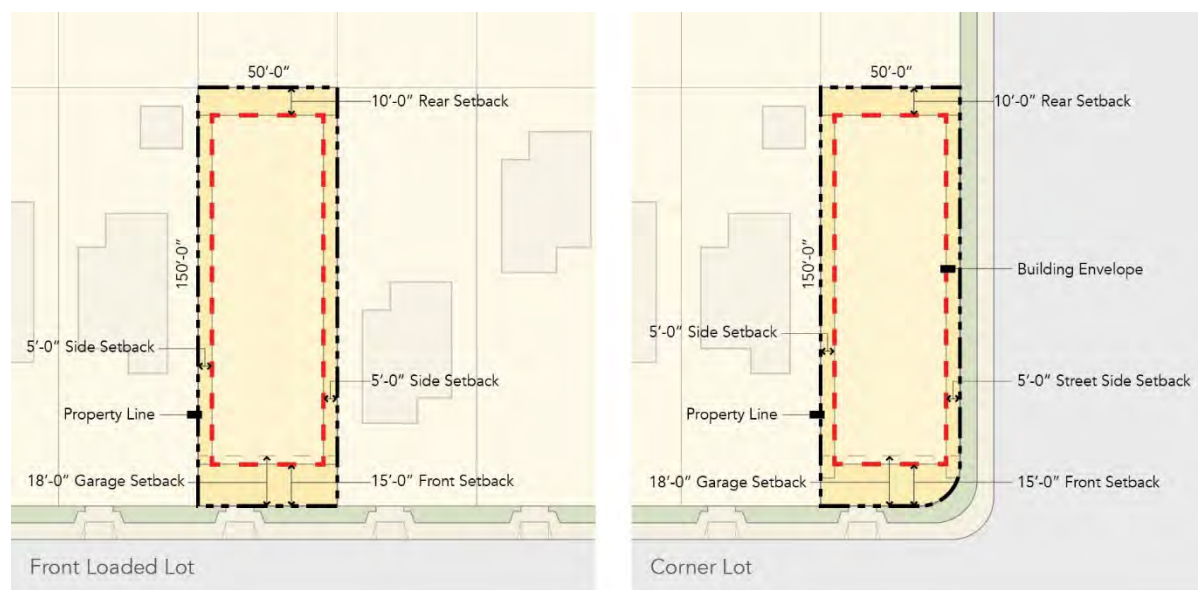 50'-0"
10'-0" Rear Setback
150'-0"
5'-0" Side Setback
5'-0" Side Setback
Property Line
18'-0" Garage Setback
15'-0" Front Setback
Front Loaded Lot
50'-0"
10'-0" Rear Setback
150'-0"
Building Envelope
5'-0" Side Setback
5'-0" Street Side Setback
Property Line
18'-0" Garage Setback
15'-0" Front Setback
Corner Lot